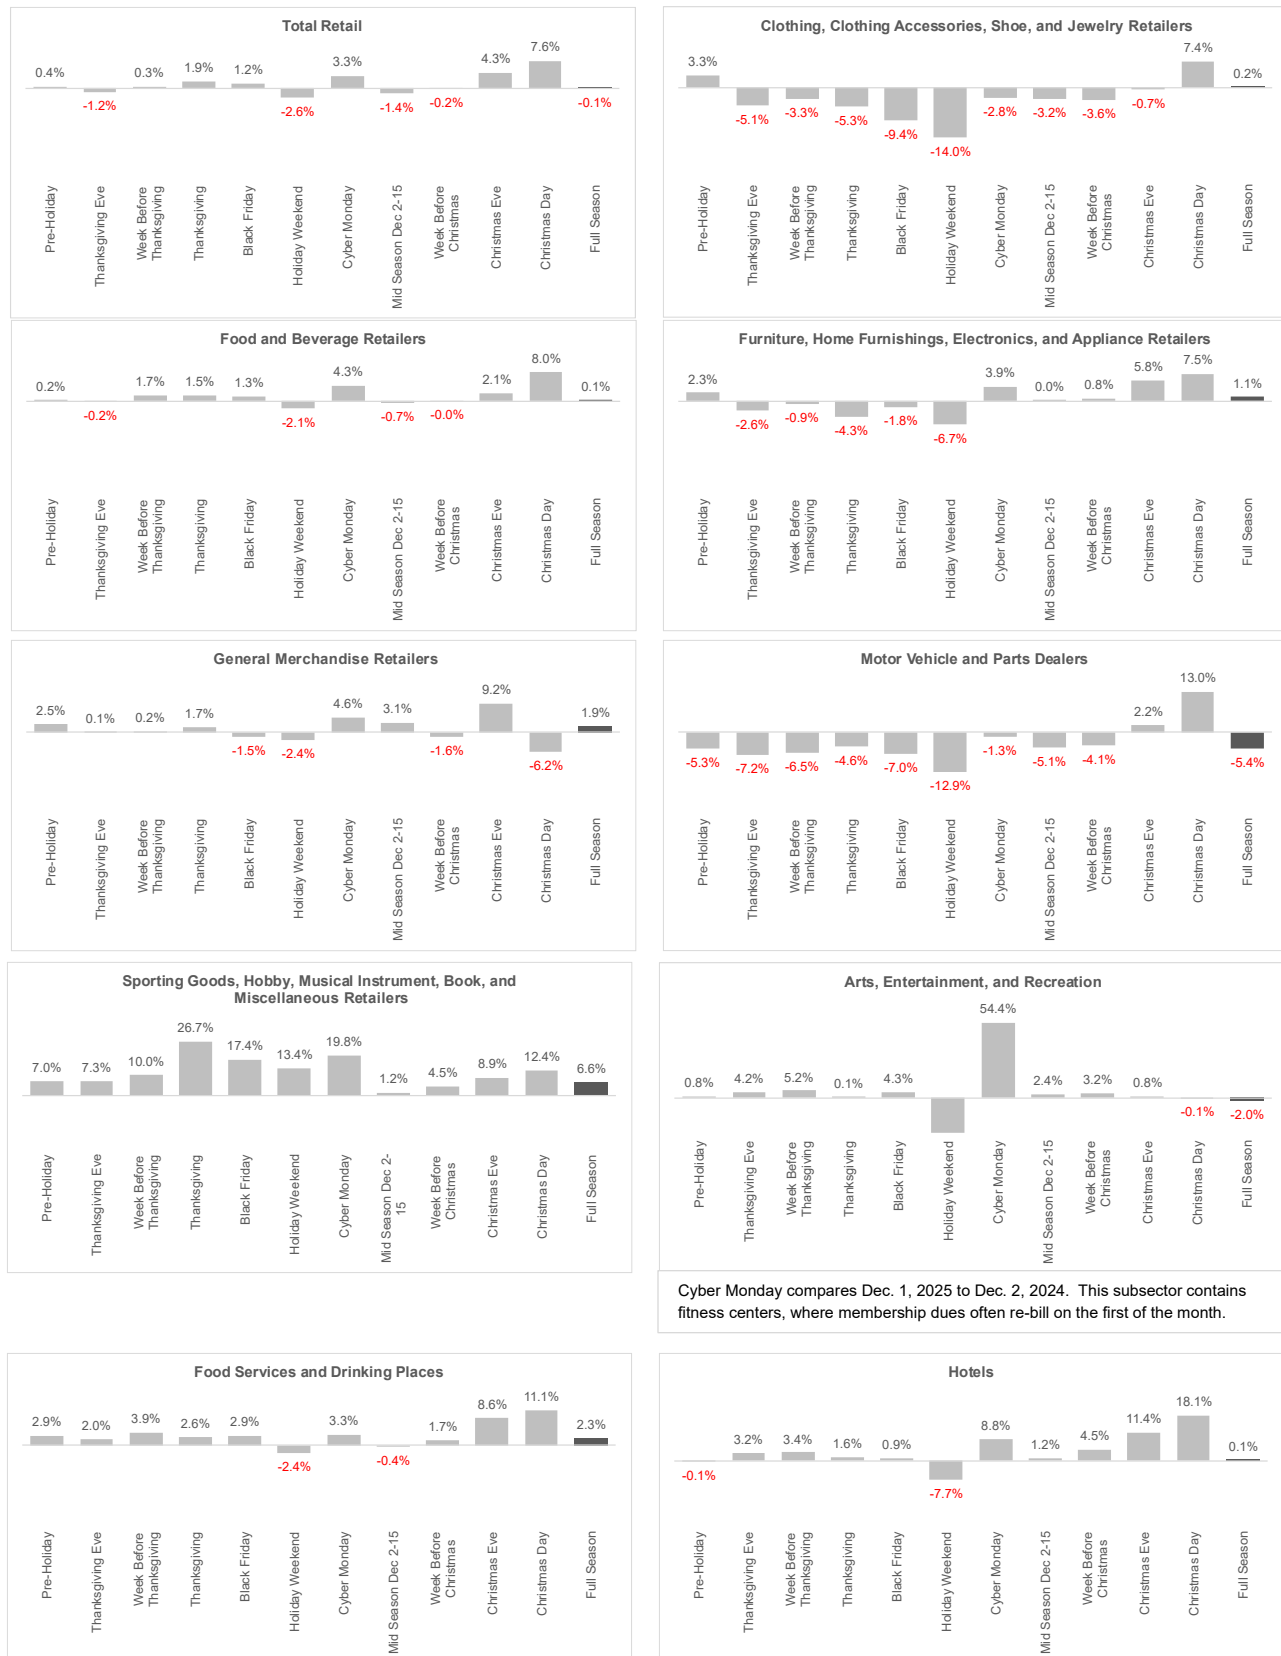 Total Retail
0.4%
-1.2%
0.3%
1.9%
1.2%
-2.6%
3.3%
-1.4%
-0.2%
4.3%
7.6%
-0.1%
Pre-Holiday
Thanksgiving Eve
Week Before
Thanksgiving
Thanksgiving
Black Friday
Holiday Weekend
Cyber Monday
Mid Season Dec 2-15
Week Before
Christmas
Christmas Eve
Christmas Day
Full Season
Clothing, Clothing Accessories, Shoe, and Jewelry Retailers
3.3%
-5.1%
-3.3%
-5.3%
-9.4%
-14.0%
-2.8%
-3.2%
-3.6%
-0.7%
7.4%
0.2%
Pre-Holiday
Thanksgiving Eve
Week Before
Thanksgiving
Thanksgiving
Black Friday
Holiday Weekend
Cyber Monday
Mid Season Dec 2-15
Week Before
Christmas
Christmas Eve
Christmas Day
Full Season
Food and Beverage Retailers
0.2%
-0.2%
1.7%
1.5%
1.3%
-2.1%
4.3%
-0.7%
-0.0%
2.1%
8.0%
0.1%
Pre-Holiday
Thanksgiving Eve
Week Before
Thanksgiving
Thanksgiving
Black Friday
Holiday Weekend
Cyber Monday
Mid Season Dec 2-15
Week Before
Christmas
Christmas Eve
Christmas Day
Full Season
Furniture, Home Furnishings, Electronics, and Appliance Retailers
2.3%
-2.6%
-0.9%
-4.3%
-1.8%
-6.7%
3.9%
0.0%
0.8%
5.8%
7.5%
1.1%
Pre-Holiday
Thanksgiving Eve
Week Before
Thanksgiving
Thanksgiving
Black Friday
Holiday Weekend
Cyber Monday
Mid Season Dec 2-15
Week Before
Christmas
Christmas Eve
Christmas Day
Full Season
General Merchandise Retailers
2.5%
0.1%
0.2%
1.7%
-1.5%
-2.4%
4.6%
3.1%
-1.6%
9.2%
-6.2%
1.9%
Pre-Holiday
Thanksgiving Eve
Week Before
Thanksgiving
Thanksgiving
Black Friday
Holiday Weekend
Cyber Monday
Mid Season Dec 2-15
Week Before
Christmas
Christmas Eve
Christmas Day
Full Season
Motor Vehicle and Parts Dealers
-5.3%
-7.2%
-6.5%
-4.6%
-7.0%
-12.9%
-1.3%
-5.1%
-4.1%
2.2%
13.0%
-5.4%
Pre-Holiday
Thanksgiving Eve
Week Before
Thanksgiving
Thanksgiving
Black Friday
Holiday Weekend
Cyber Monday
Mid Season Dec 2-15
Week Before
Christmas
Christmas Eve
Christmas Day
Full Season
Sporting Goods, Hobby, Musical Instrument, Book, and
Miscellaneous Retailers
7.0%
7.3%
10.0%
26.7%
17.4%
13.4%
19.8%
1.2%
4.5%
8.9%
12.4%
6.6%
Pre-Holiday
Thanksgiving Eve
Week Before
Thanksgiving
Thanksgiving
Black Friday
Holiday Weekend
Cyber Monday
Mid Season Dec 2-
15
Week Before
Christmas
Christmas Eve
Christmas Day
Full Season
Arts, Entertainment, and Recreation
0.8%
4.2%
5.2%
0.1%
4.3%
54.4%
2.4%
3.2%
0.8%
-0.1%
-2.0%
Pre-Holiday
Thanksgiving Eve
Week Before
Thanksgiving
Thanksgiving
Black Friday
Holiday Weekend
Cyber Monday
Mid Season Dec 2-15
Week Before
Christmas
Christmas Eve
Christmas Day
Full Season
Cyber Monday compares Dec. 1, 2025 to Dec. 2, 2024. This subsector contains
fitness centers, where membership dues often re-bill on the first of the month.
Food Services and Drinking Places
2.9%
2.0%
3.9%
2.6%
2.9%
-2.4%
3.3%
-0.4%
1.7%
8.6%
11.1%
2.3%
Pre-Holiday
Thanksgiving Eve
Week Before
Thanksgiving
Thanksgiving
Black Friday
Holiday Weekend
Cyber Monday
Mid Season Dec 2-15
Week Before
Christmas
Christmas Eve
Christmas Day
Full Season
Hotels
-0.1%
3.2%
3.4%
1.6%
0.9%
-7.7%
8.8%
1.2%
4.5%
11.4%
18.1%
0.1%
Pre-Holiday
Thanksgiving Eve
Week Before
Thanksgiving
Thanksgiving
Black Friday
Holiday Weekend
Cyber Monday
Mid Season Dec 2-15
Week Before
Christmas
Christmas Eve
Christmas Day
Full Season